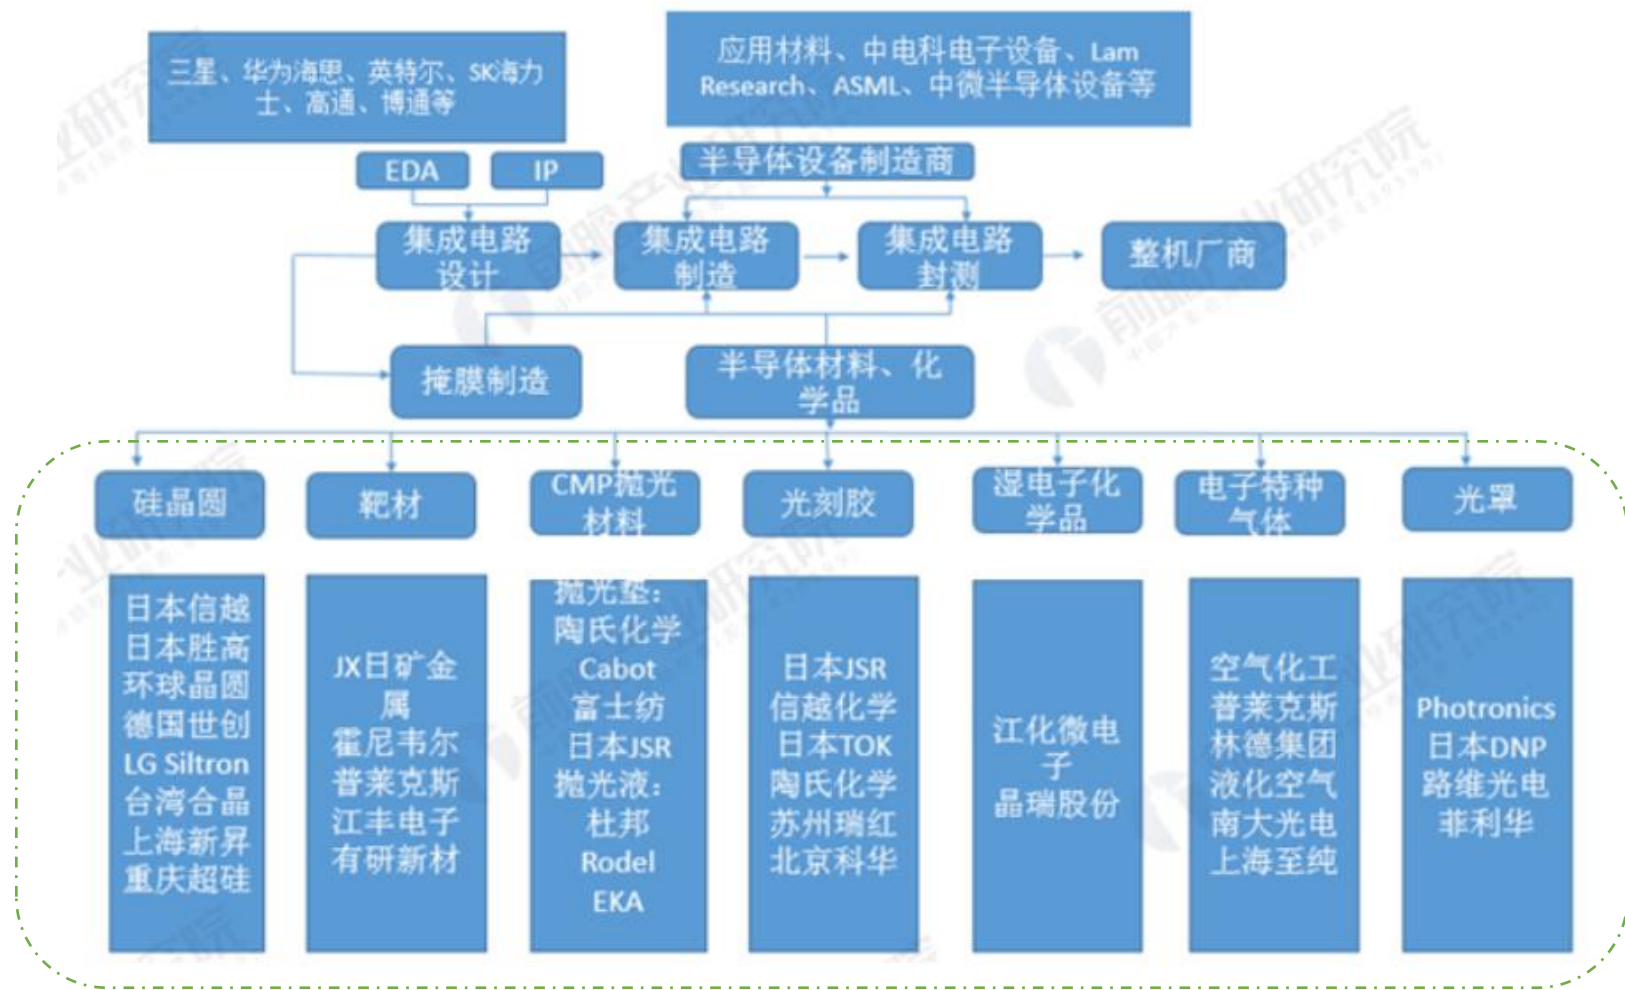 三星、华为海思、英特尔、SK海力
士、高通、博通等
应用材料、中电科电子设备、Lam
Research、ASML、中微半导体设备等
EDA
IP
半导体设备制造商
集成电路
设计
集成电路
制造
集成电路
封测
整机厂商
掩膜制造
半导体材料、化
学品
硅晶圆
靶材
CMP抛光
材料
光刻胶
湿电子化
学品
电子特种
气体
光罩
日本信越
日本胜高
环球晶圆
德国世创
LG Siltron
台湾合晶
上海新昇
重庆超硅
JX日矿金
属
霍尼韦尔
普莱克斯
江丰电子
有研新材
抛光垫：
陶氏化学
Cabot
富士纺
日本JSR
抛光液：
杜邦
Rodel
EKA
日本JSR
信越化学
日本TOK
陶氏化学
苏州瑞红
北京科华
江化微电
子
晶瑞股份
空气化工
普莱克斯
林德集团
液化空气
南大光电
上海至纯
Photronics
日本DNP
路维光电
菲利华
前瞻产业研究院